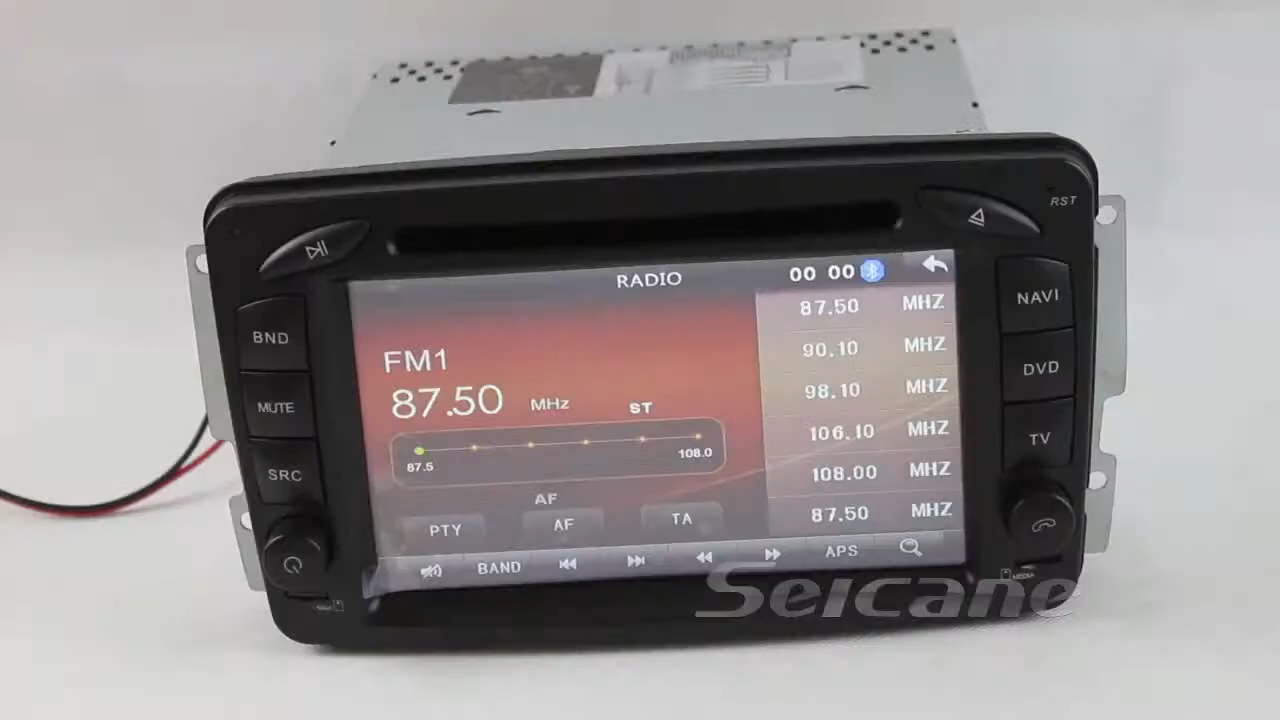 RST
RADIO
00 00
87.50 MHZ
90.10 MHZ
98.10 MHZ
106.10 MHZ
108.00 MHZ
87.50 MHZ
FM1
87.50 MHz ST
87.5 108.0
AF
PTY AF TA
BAND APS
BND
MUTE
SRC
NAVI
DVD
TV
MEDIA
Seicane